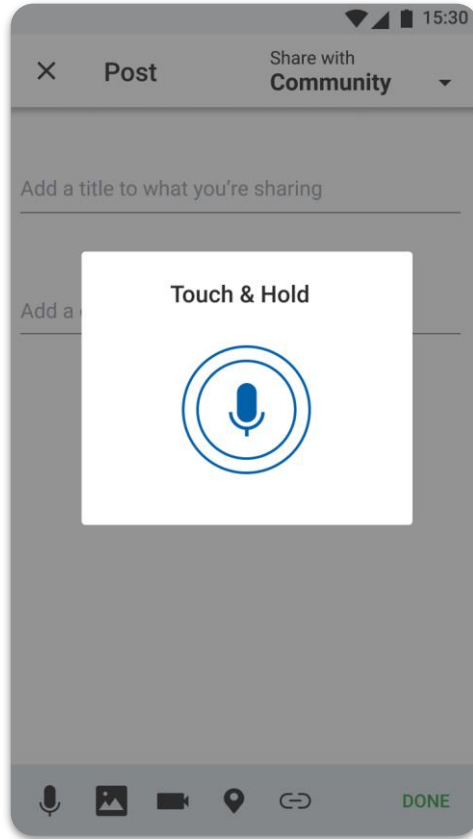 15:30
Post
Share with
Community
Add a title to what you're sharing
Touch & Hold
Add a
DONE